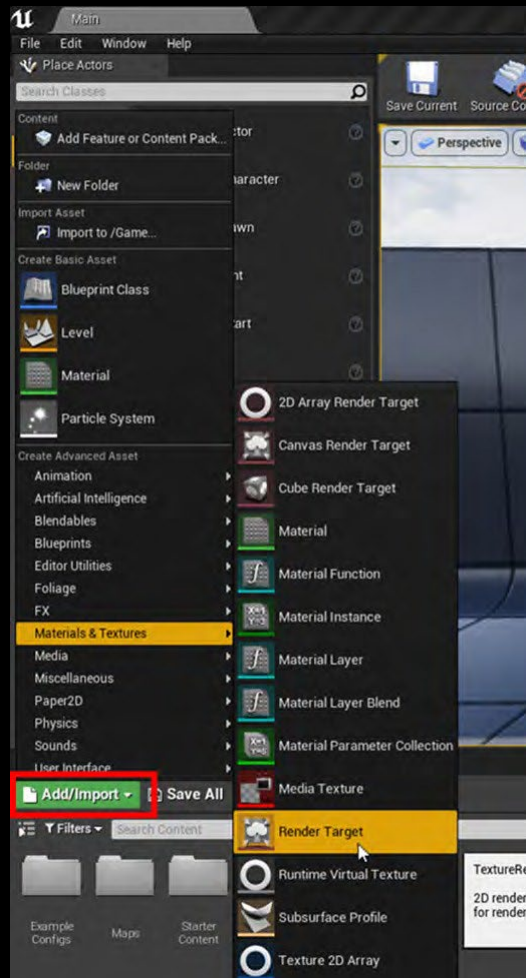 Main
File Edit Window Help
Place Actors
Search Classes
Save Current Source Co
Perspective
Content
Add Feature or Content Pack...
ctor
Folder
New Folder
aracter
Import Asset
Import to /Game...
wn
Create Basic Asset
Blueprint Class
nt
Level
art
Material
Particle System
Create Advanced Asset
Animation
Artificial Intelligence
Blendables
Blueprints
Editor Utilities
Foliage
FX
Materials & Textures
Media
Miscellaneous
Paper2D
Physics
Sounds
User Interface
2D Array Render Target
Canvas Render Target
Cube Render Target
Material
Material Function
Material Instance
Material Layer
Material Layer Blend
Material Parameter Collection
Media Texture
Render Target
Runtime Virtual Texture
Subsurface Profile
Texture 2D Array
Add/Import Save All
Filters Search Content
Example Configs
Maps
Starter Content
TextureRe
2D render
for render